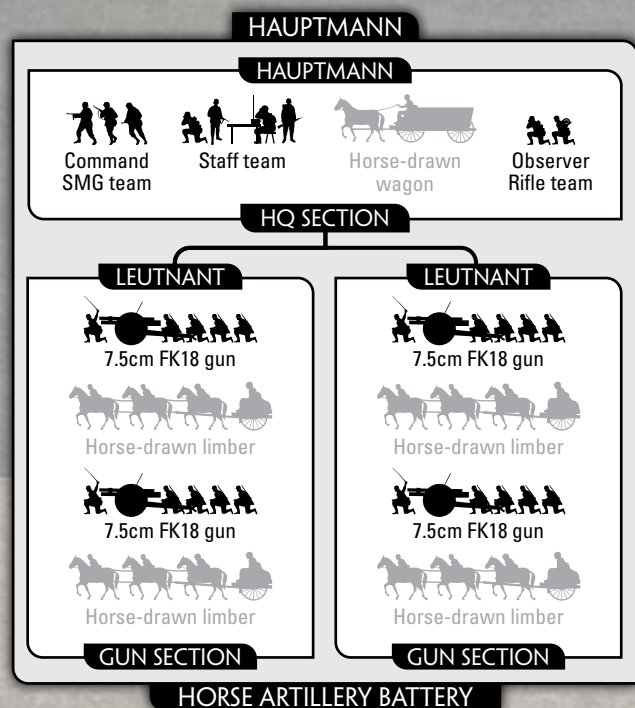 HAUPTMANN
HAUPTMANN
Command
SMG team
Staff team
Horse-drawn
wagon
Observer
Rifle team
HQ SECTION
LEUTNANT
7.5cm FK18 gun
Horse-drawn limber
7.5cm FK18 gun
Horse-drawn limber
GUN SECTION
LEUTNANT
7.5cm FK18 gun
Horse-drawn limber
7.5cm FK18 gun
Horse-drawn limber
GUN SECTION
HORSE ARTILLERY BATTERY